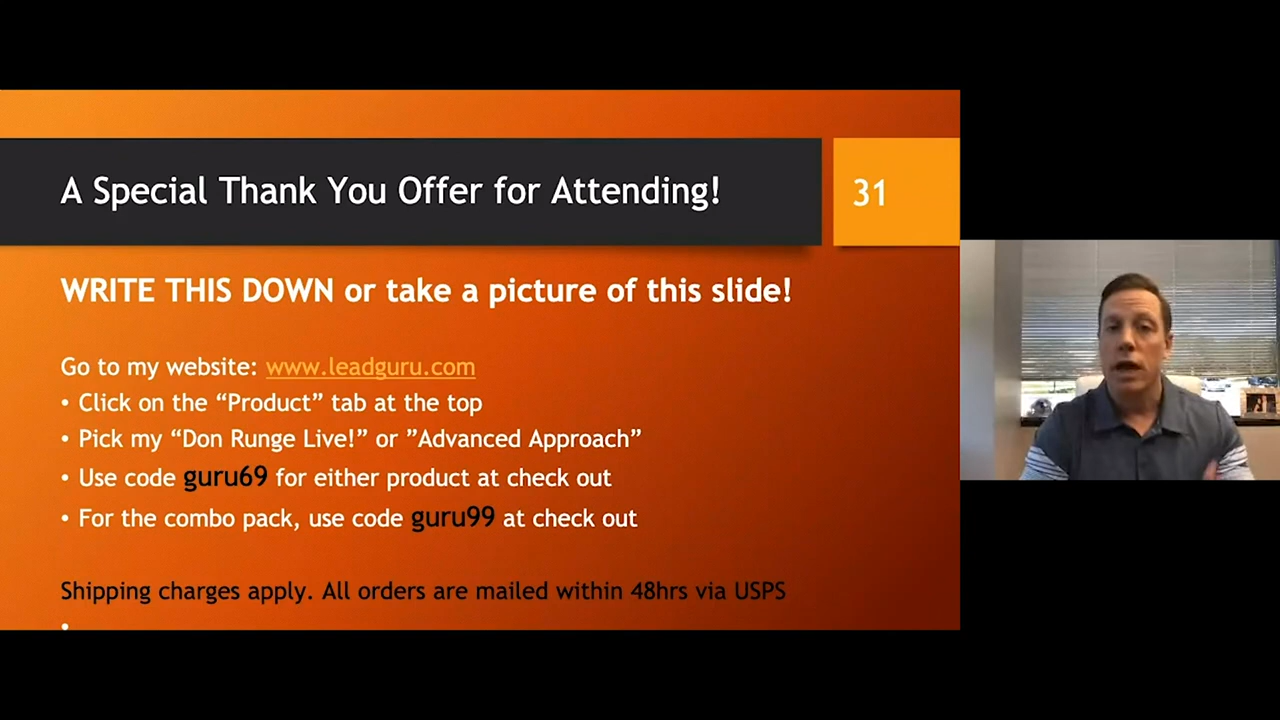 A Special Thank You Offer for Attending!
31
WRITE THIS DOWN or take a picture of this slide!
Go to my website: www.leadguru.com
• Click on the “Product” tab at the top
• Pick my “Don Runge Live!” or ”Advanced Approach”
• Use code guru69 for either product at check out
• For the combo pack, use code guru99 at check out
Shipping charges apply. All orders are mailed within 48hrs via USPS
•